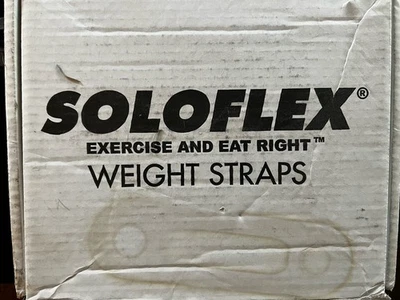 SOLOFLEX®
EXERCISE AND EAT RIGHT™
WEIGHT STRAPS